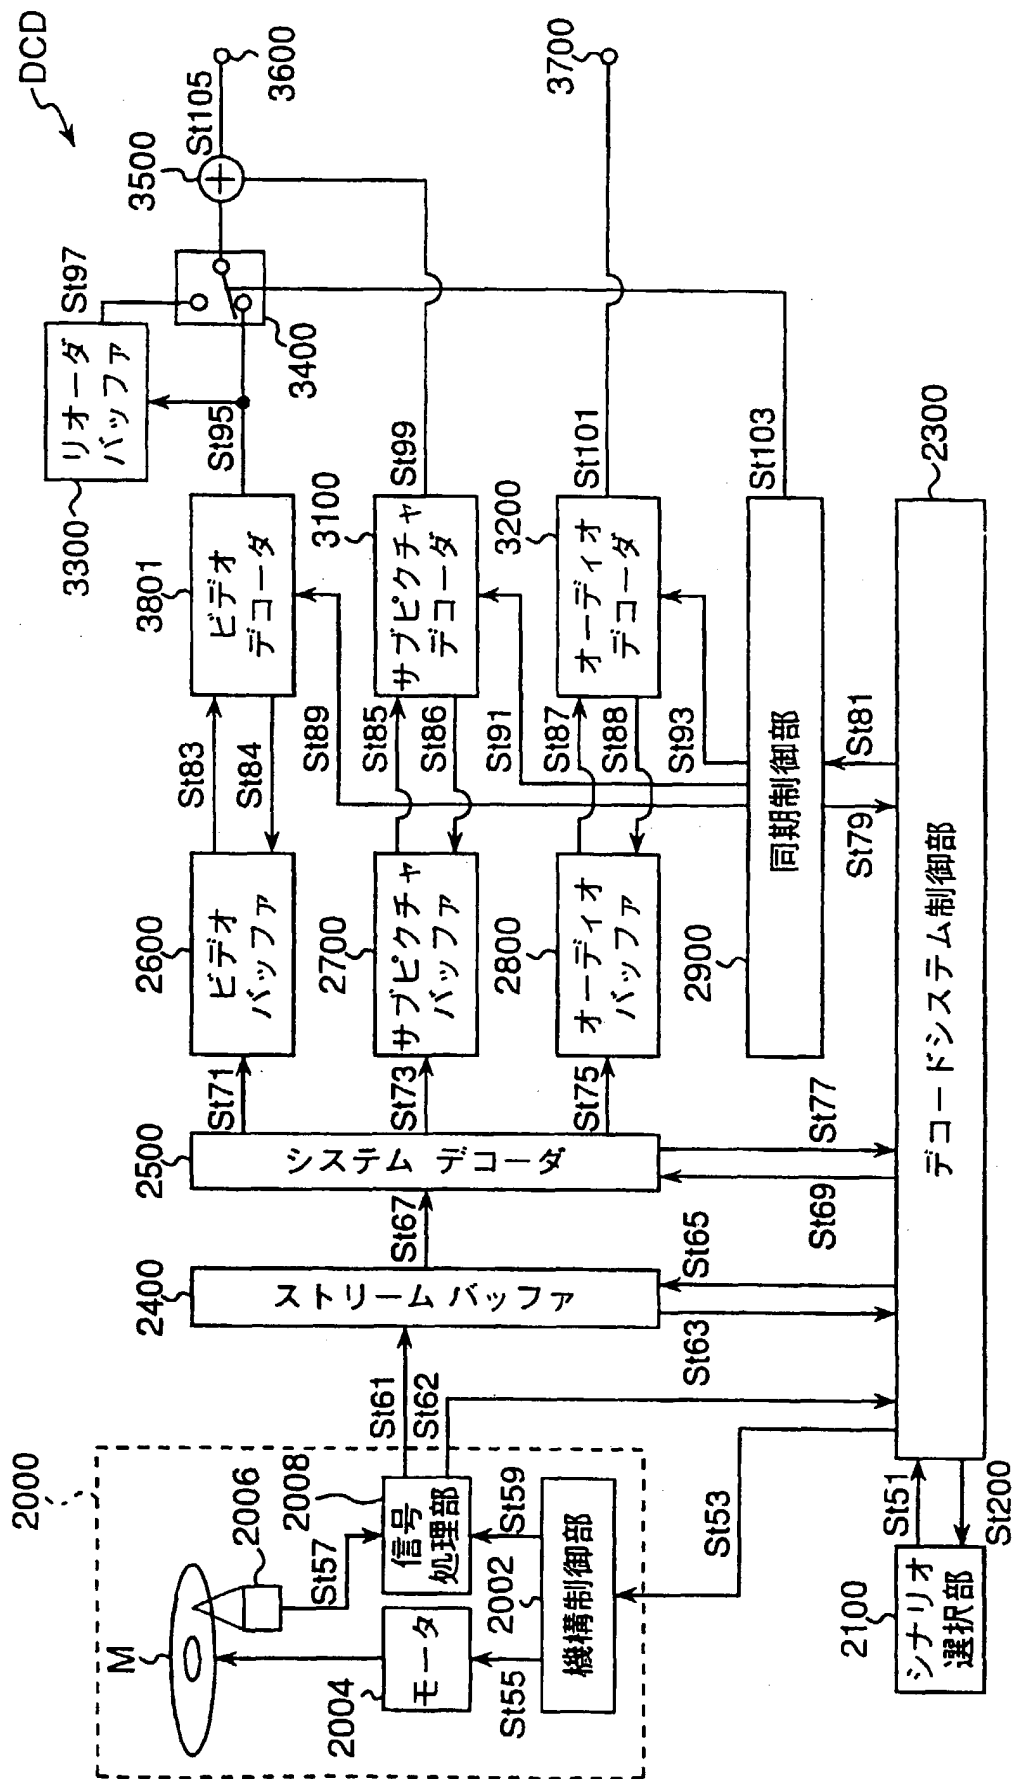 DCD
2000
M
2006
St57
2004
モータ
2008
信号
処理部
St55
2002
St59
機構制御部
St61
St62
St53
2100
シナリオ
選択部
St51
St200
2400
ストリーム バッファ
St63
St65
St67
2500
システム デコーダ
St69
St77
St71
St73
St75
2600
ビデオ
バッファ
2700
サブピクチャ
バッファ
2800
オーディオ
バッファ
St83
St84
St89
St85
St86
St91
St87
St88
St93
3801
ビデオ
デコーダ
3100
サブピクチャ
デコーダ
3200
オーディオ
デコーダ
2900
同期制御部
St79
St81
2300
デコードシステム制御部
3300
リオーダ
バッファ
St95
St97
3400
St99
St101
St103
3500
St105
3600
3700